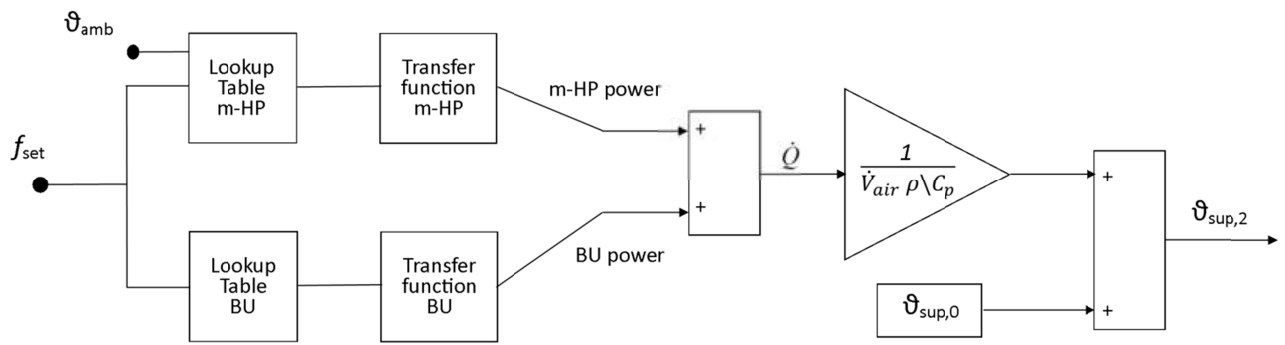 ϑamb
Lookup
Table
m-HP
Transfer
function
m-HP
m-HP power
fset
+
Q̇
1
V̇air ρ\Cp
+
+
ϑsup,2
Lookup
Table
BU
Transfer
function
BU
BU power
ϑsup,0
+